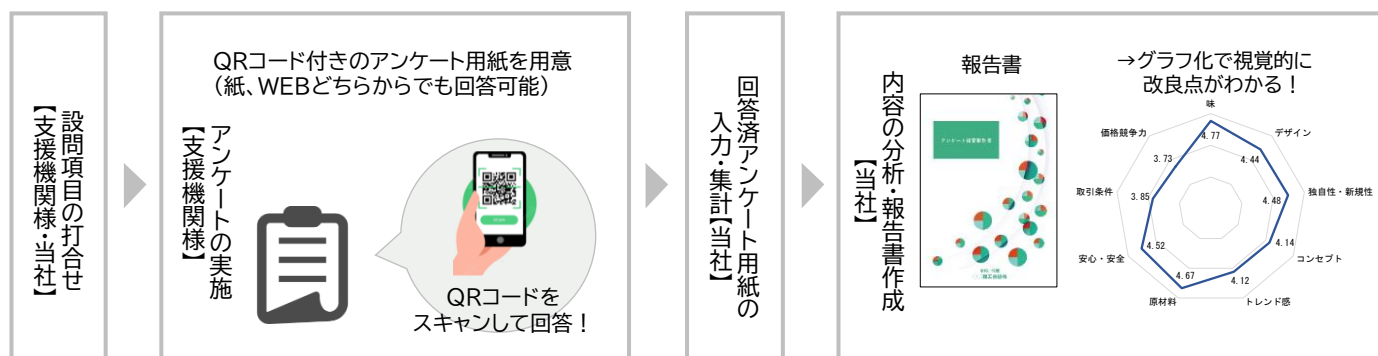 設問項目の打合せ
【支援機関様・当社】
QRコード付きのアンケート用紙を用意
(紙、WEBどちらからでも回答可能)
アンケートの実施
【支援機関様】
QRコードを
スキャンして回答！
回答済アンケート用紙の
入力・集計【当社】
内容の分析・報告書作成
【当社】
報告書
→グラフ化で視覚的に
改良点がわかる！
味
4.77
デザイン
4.44
独自性・新規性
4.48
コンセプト
4.14
トレンド感
4.12
原材料
4.67
安心・安全
4.52
取引条件
3.85
価格競争力
3.73